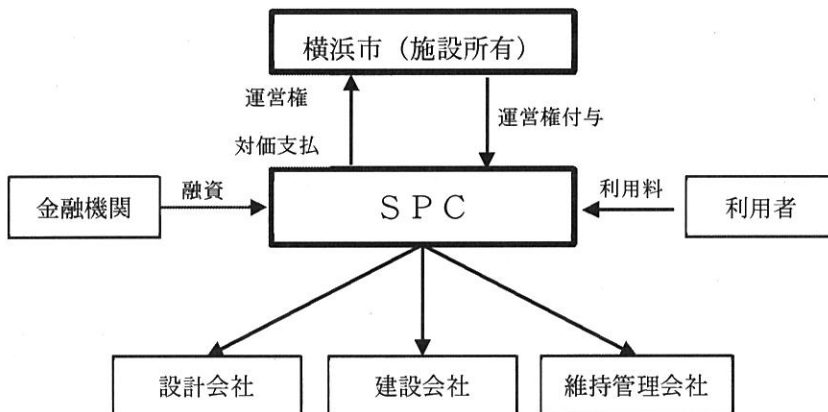 横浜市（施設所有）
運営権
対価支払
運営権付与
金融機関
融資
ＳＰＣ
利用料
利用者
設計会社
建設会社
維持管理会社